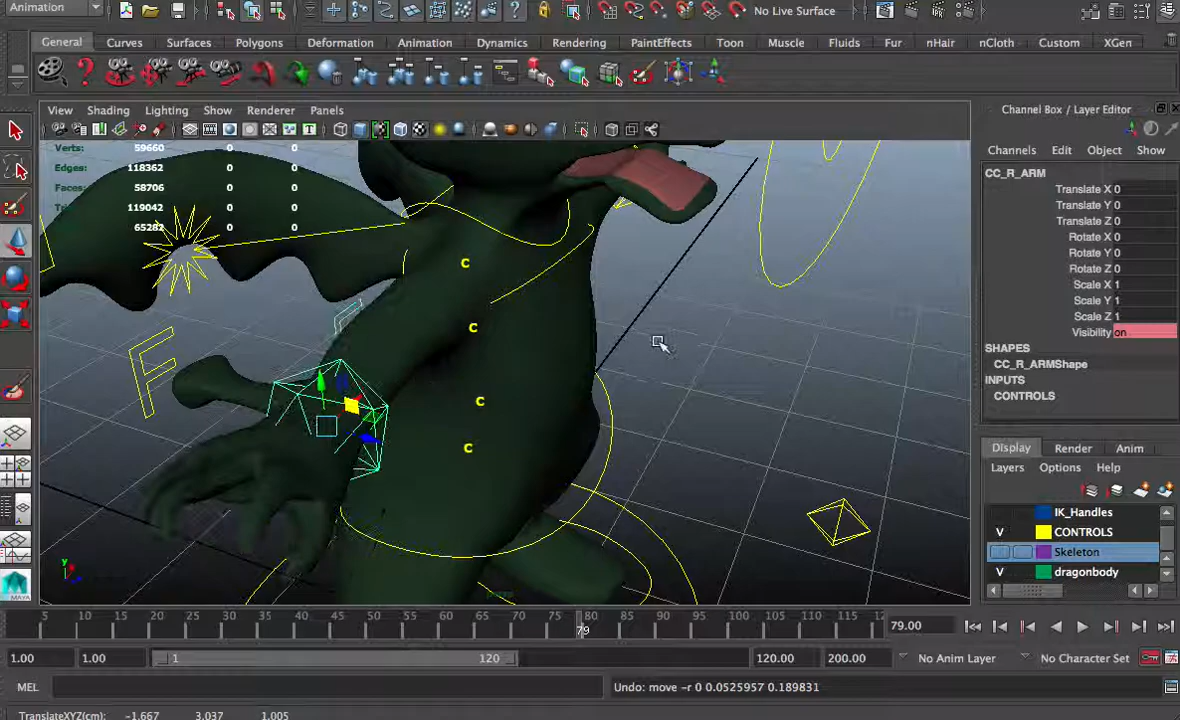 Animation
No Live Surface
General Curves Surfaces Polygons Deformation Animation Dynamics Rendering PaintEffects Toon Muscle Fluids Fur nHair nCloth Custom XGen
View Shading Lighting Show Renderer Panels
Channel Box / Layer Editor
Channels Edit Object Show
Verts: 59660 0 0
Edges: 118362 0 0
Faces: 58706 0 0
119042 0 0
65282 0 0
CC_R_ARM
Translate X 0
Translate Y 0
Translate Z 0
Rotate X 0
Rotate Y 0
Rotate Z 0
Scale X 1
Scale Y 1
Scale Z 1
Visibility on
SHAPES
CC_R_ARMShape
INPUTS
CONTROLS
C
C
C
C
F
F
Display Render Anim
Layers Options Help
IK_Handles
V CONTROLS
Skeleton
V dragonbody
y
5 10 15 20 25 30 35 40 45 50 55 60 65 70 75 80 85 90 95 100 105 110 115
79
79.00
1.00 1.00 1 120 120.00 200.00 No Anim Layer No Character Set
MEL Undo: move -r 0 0.0525957 0.189831
TranslateXYZ(cm): -1.667 3.037 1.005
MAYA